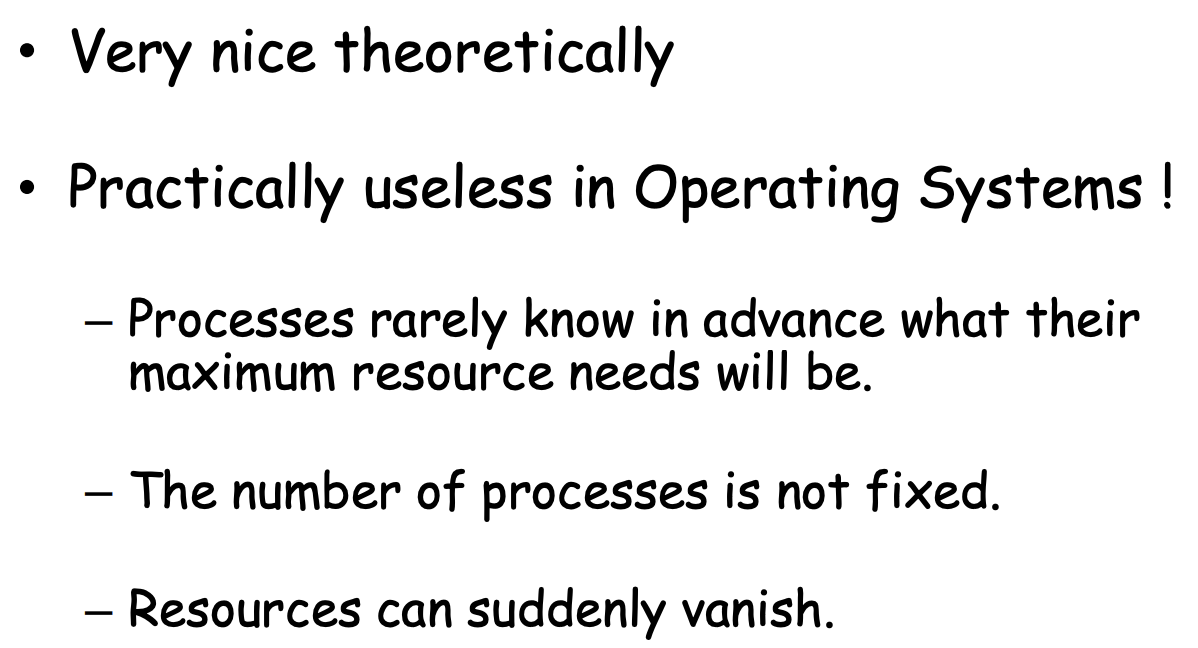 • Very nice theoretically
• Practically useless in Operating Systems !
– Processes rarely know in advance what their
maximum resource needs will be.
– The number of processes is not fixed.
– Resources can suddenly vanish.